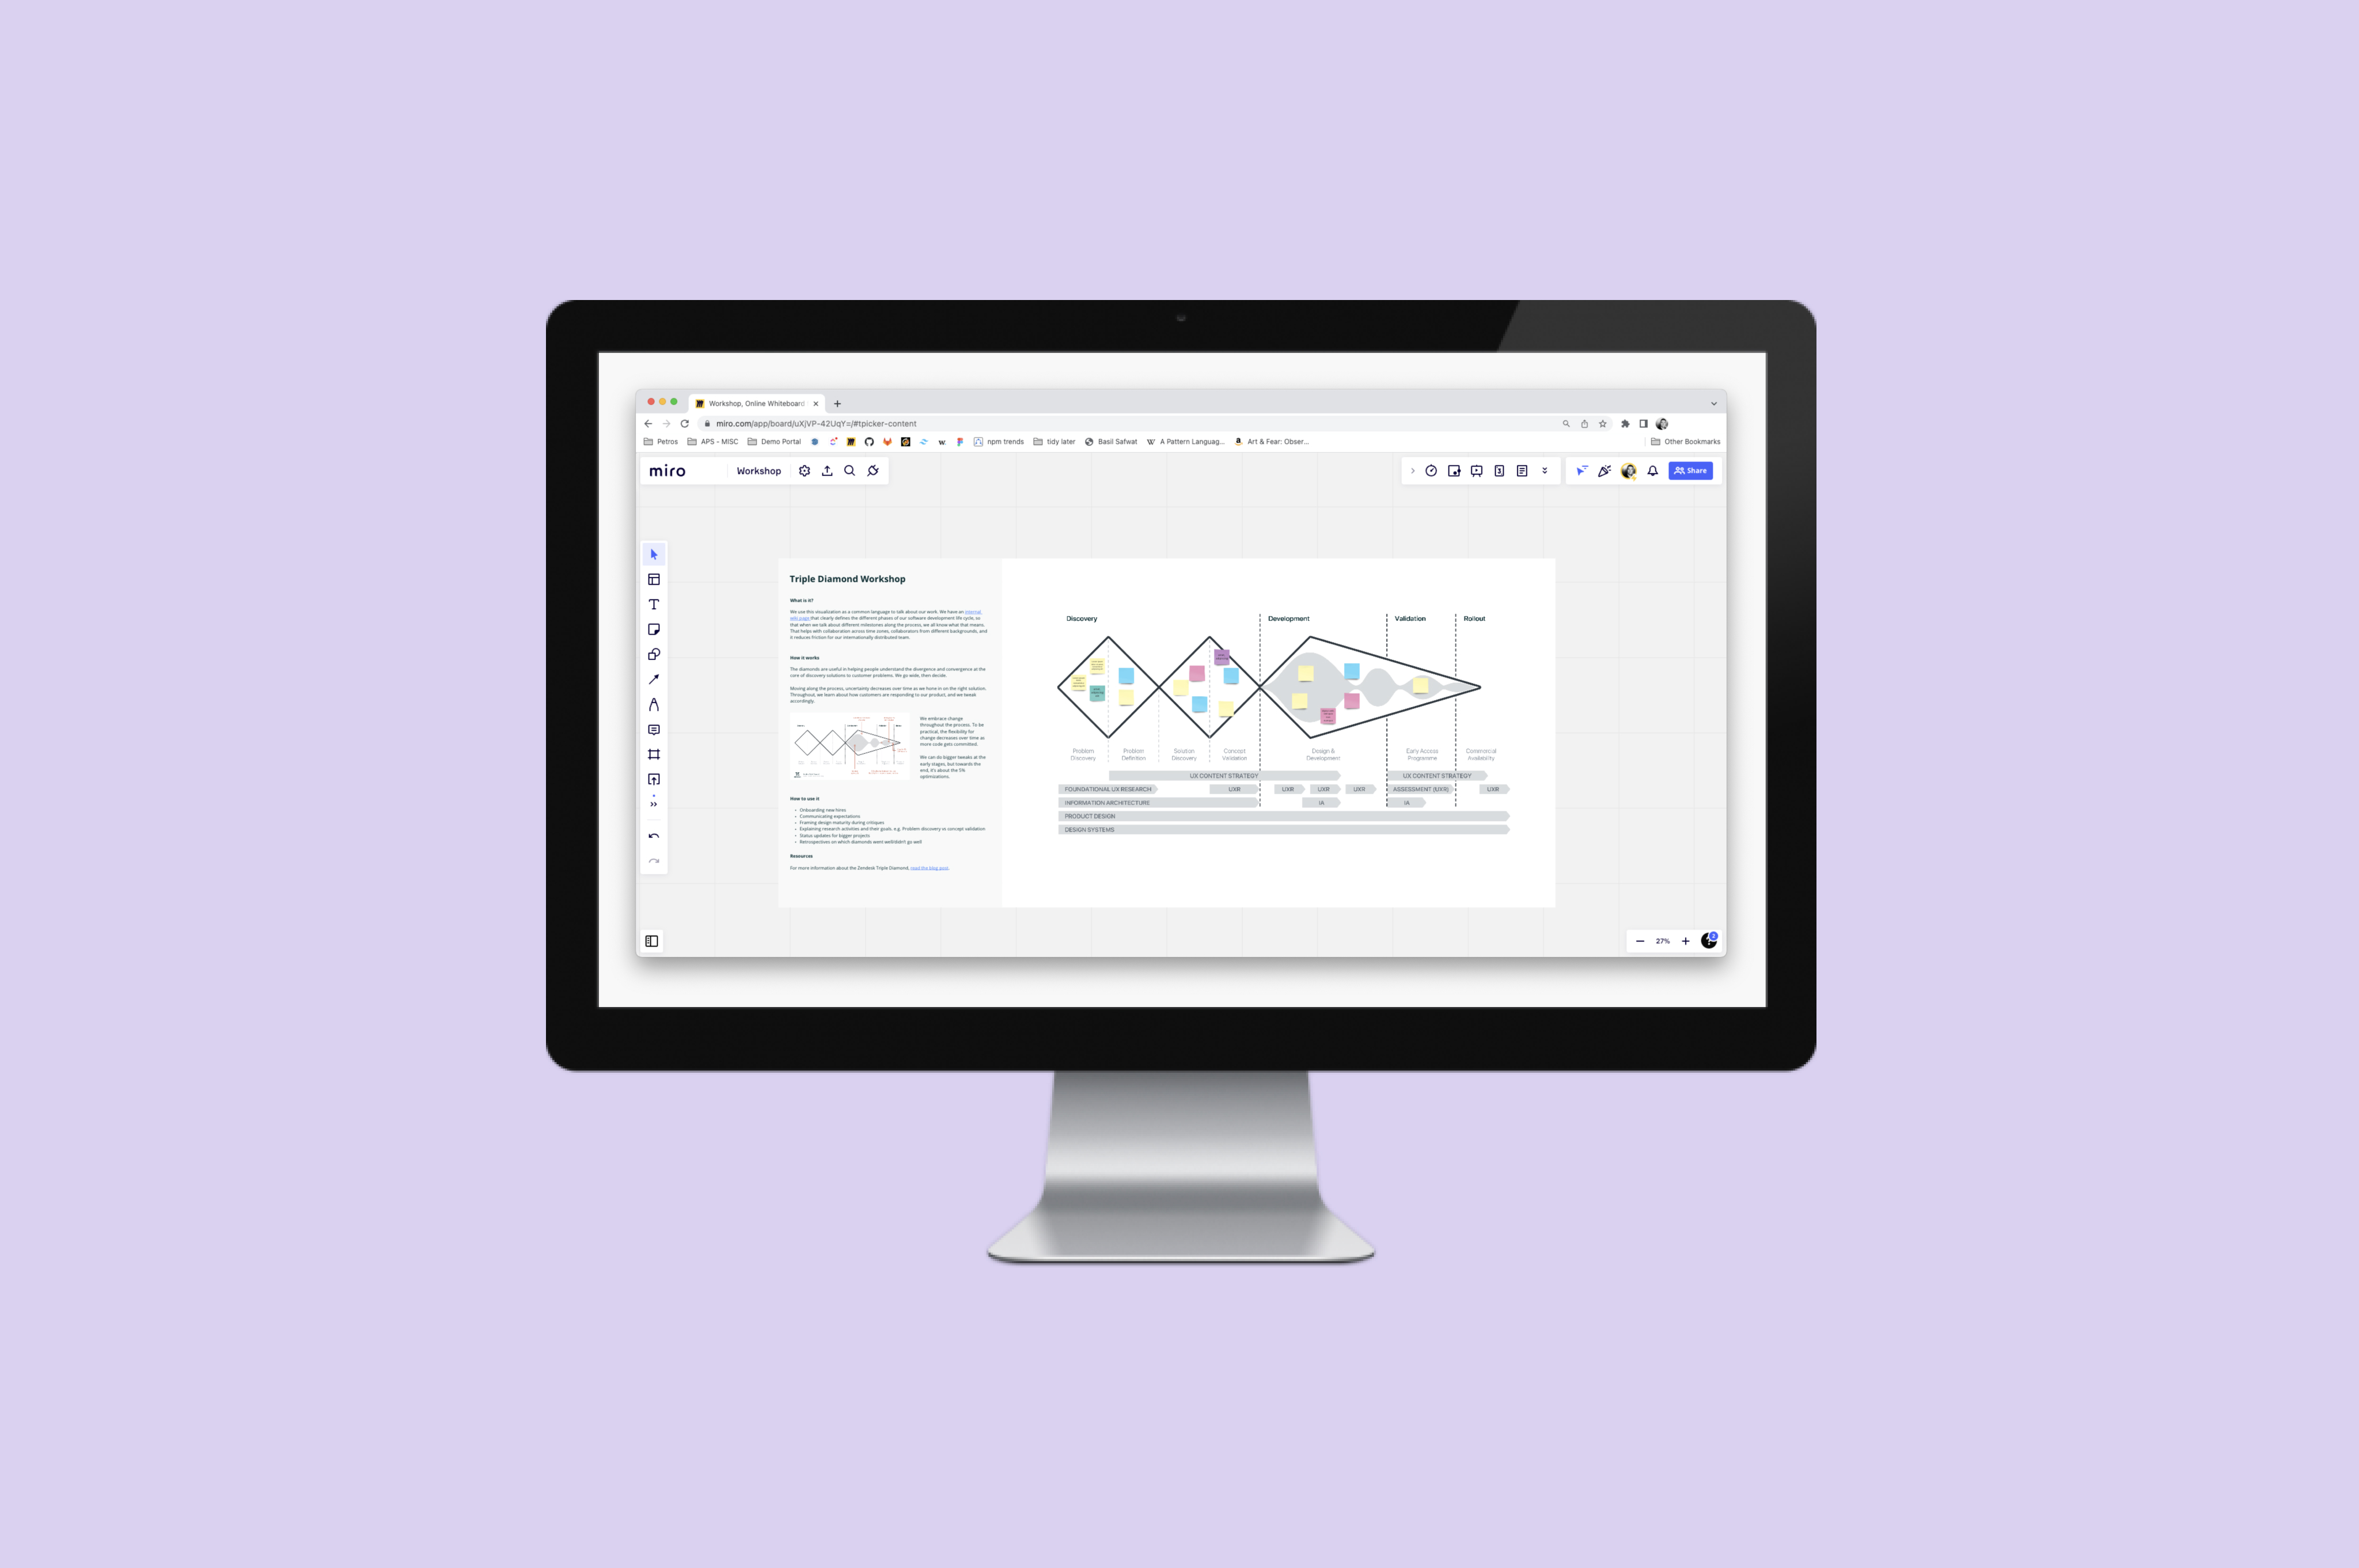 Workshop, Online Whiteboard
miro.com/app/board/uXjVP-42UqY=/#tpicker-content
Petros
APS - MISC
Demo Portal
npm trends
tidy later
Basil Safwat
A Pattern Languag...
Art & Fear: Obser...
Other Bookmarks
miro
Workshop
Share
Triple Diamond Workshop
What is it?
We use this visualization as a common language to talk about our work. We have an internal
wiki page that clearly defines the different phases of our software development life cycle, so
that when we talk about different milestones along the process, we all know what that means.
That helps with collaboration across time zones, collaborators from different backgrounds, and
it reduces friction for our internationally distributed team.
How it works
The diamonds are useful in helping people understand the divergence and convergence at the
core of discovery solutions to customer problems. We go wide, then decide.
Moving along the process, uncertainty decreases over time as we home in on the right solution.
Throughout, we learn about how customers are responding to our product, and we tweak
accordingly.
We embrace change
throughout the process. To be
practical, the flexibility for
change decreases over time as
more code gets committed.
We can do bigger tweaks at the
early stages, but towards the
end, it's about the 5%
optimizations.
How to use it
Onboarding new hires
Communicating expectations
Framing design maturity during critiques
Explaining research activities and their goals, e.g. Problem discovery vs concept validation
Status updates for bigger projects
Retrospectives on which diamonds went well/didn't go well
Resources
For more information about the Zendesk Triple Diamond, read the blog post.
Discovery
Development
Validation
Rollout
Problem
Discovery
Problem
Definition
Solution
Discovery
Concept
Validation
Design &
Development
Early Access
Programme
Commercial
Availability
UX CONTENT STRATEGY
UX CONTENT STRATEGY
FOUNDATIONAL UX RESEARCH
UXR
UXR
UXR
UXR
ASSESSMENT (UXR)
UXR
INFORMATION ARCHITECTURE
IA
IA
PRODUCT DESIGN
DESIGN SYSTEMS
27%
2